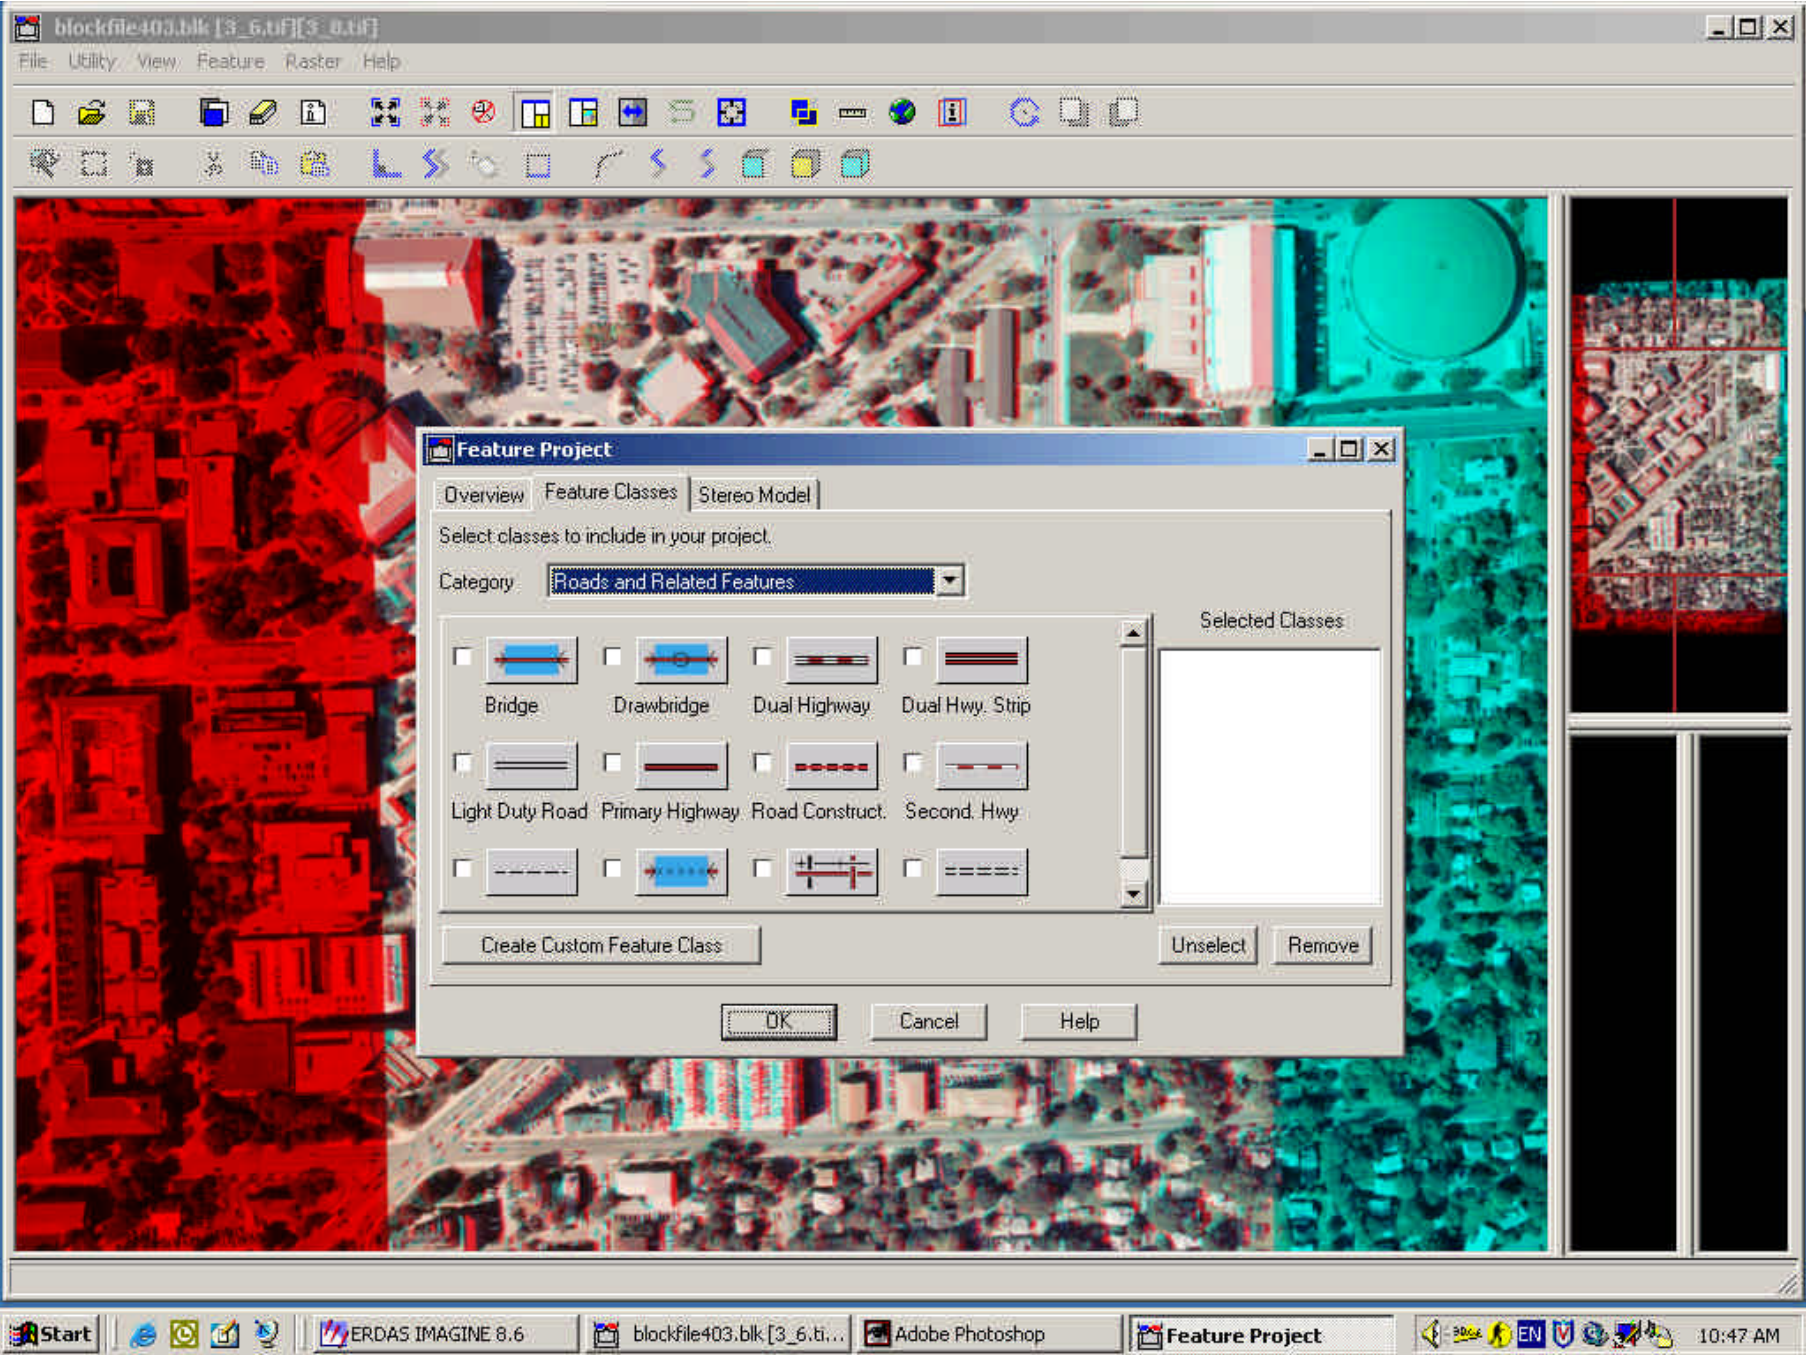 blockfile403.blk [3_6.tif][3_8.tif]
File Utility View Feature Raster Help
Feature Project
Overview Feature Classes Stereo Model
Select classes to include in your project.
Category Roads and Related Features
Selected Classes
Bridge Drawbridge Dual Highway Dual Hwy. Strip
Light Duty Road Primary Highway Road Construct. Second. Hwy
Create Custom Feature Class Unselect Remove
OK Cancel Help
Start ERDAS IMAGINE 8.6 blockfile403.blk [3_6.ti... Adobe Photoshop Feature Project EN 10:47 AM